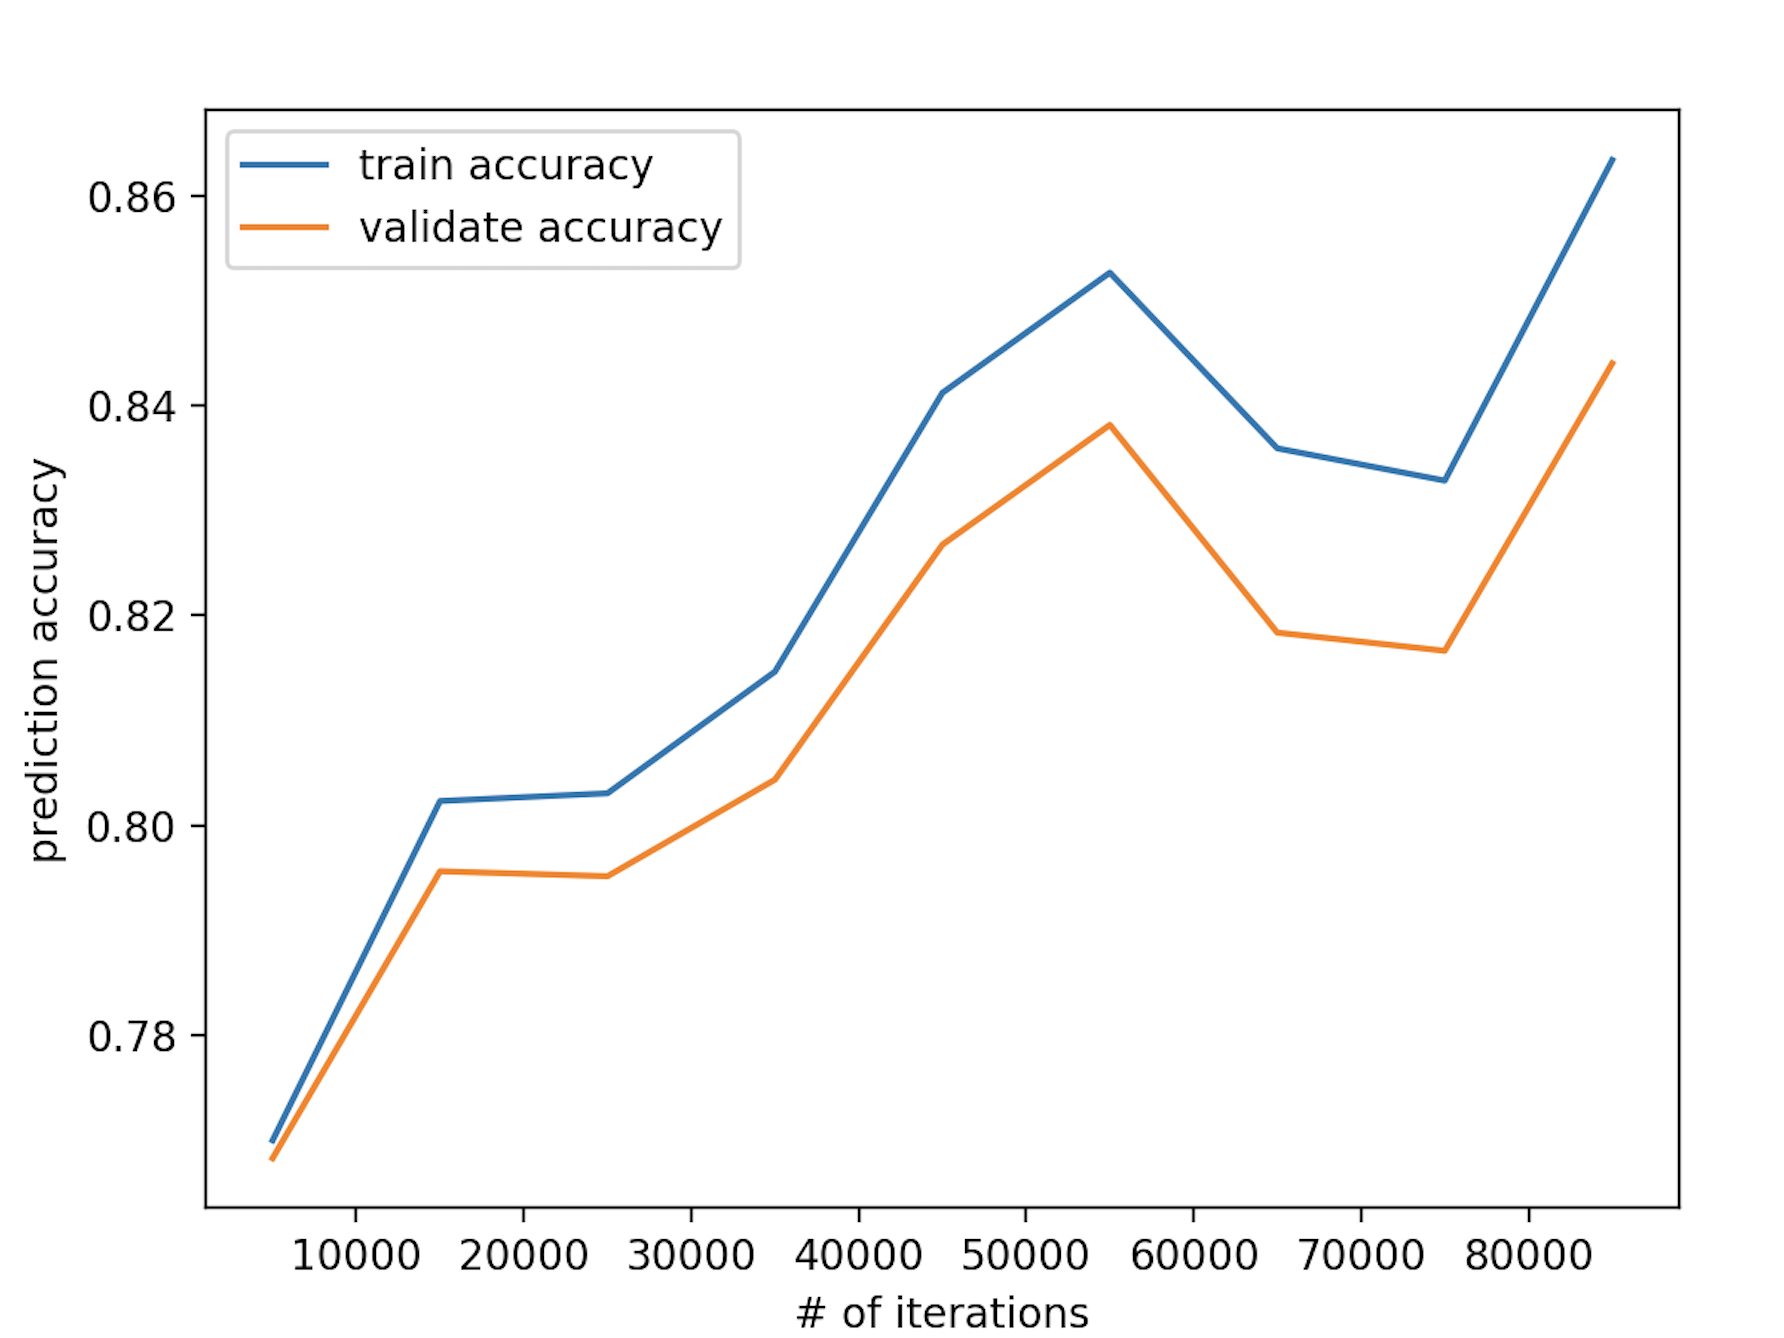 train accuracy
validate accuracy
0.86
0.84
0.82
0.80
0.78
prediction accuracy
10000 20000 30000 40000 50000 60000 70000 80000
# of iterations